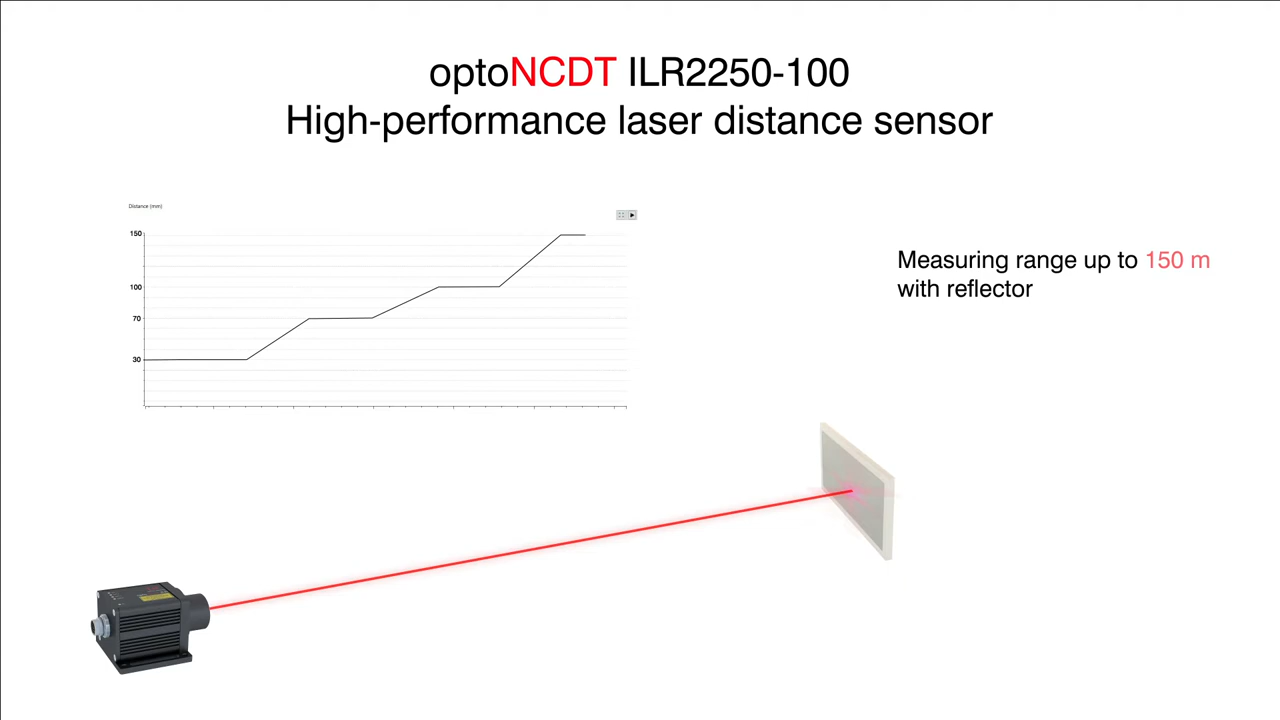 optoNCDT ILR2250-100
High-performance laser distance sensor
Distance (mm)
150
100
70
30
Measuring range up to 150 m
with reflector